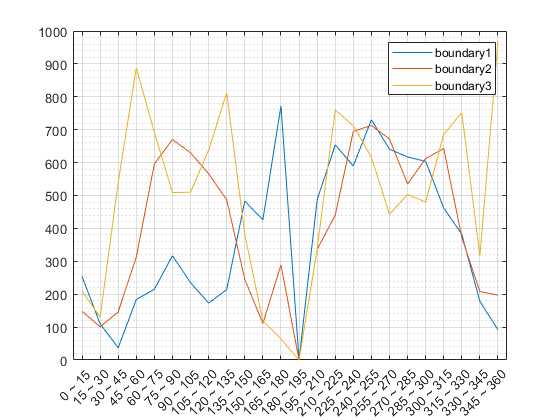 1000
900
800
700
600
500
400
300
200
100
0
boundary1
boundary2
boundary3
0 ~ 15
15 ~ 30
30 ~ 45
45 ~ 60
60 ~ 75
75 ~ 90
90 ~ 105
105 ~ 120
120 ~ 135
135 ~ 150
150 ~ 165
165 ~ 180
180 ~ 195
195 ~ 210
210 ~ 225
225 ~ 240
240 ~ 255
255 ~ 270
270 ~ 285
285 ~ 300
300 ~ 315
315 ~ 330
330 ~ 345
345 ~ 360